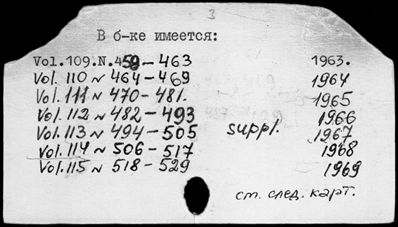 3
В б-ке имеется:
Vol.109.N.459-463 1963.
Vol. 110 N 464-469 1964
Vol. 111 N 470-481. 1965
Vol. 112 N 482-493 1966
Vol. 113 N 494-505 suppl. 1967
Vol. 114 N 506-517 1968
Vol. 115 N 518-529 1969
ст. след. карт.